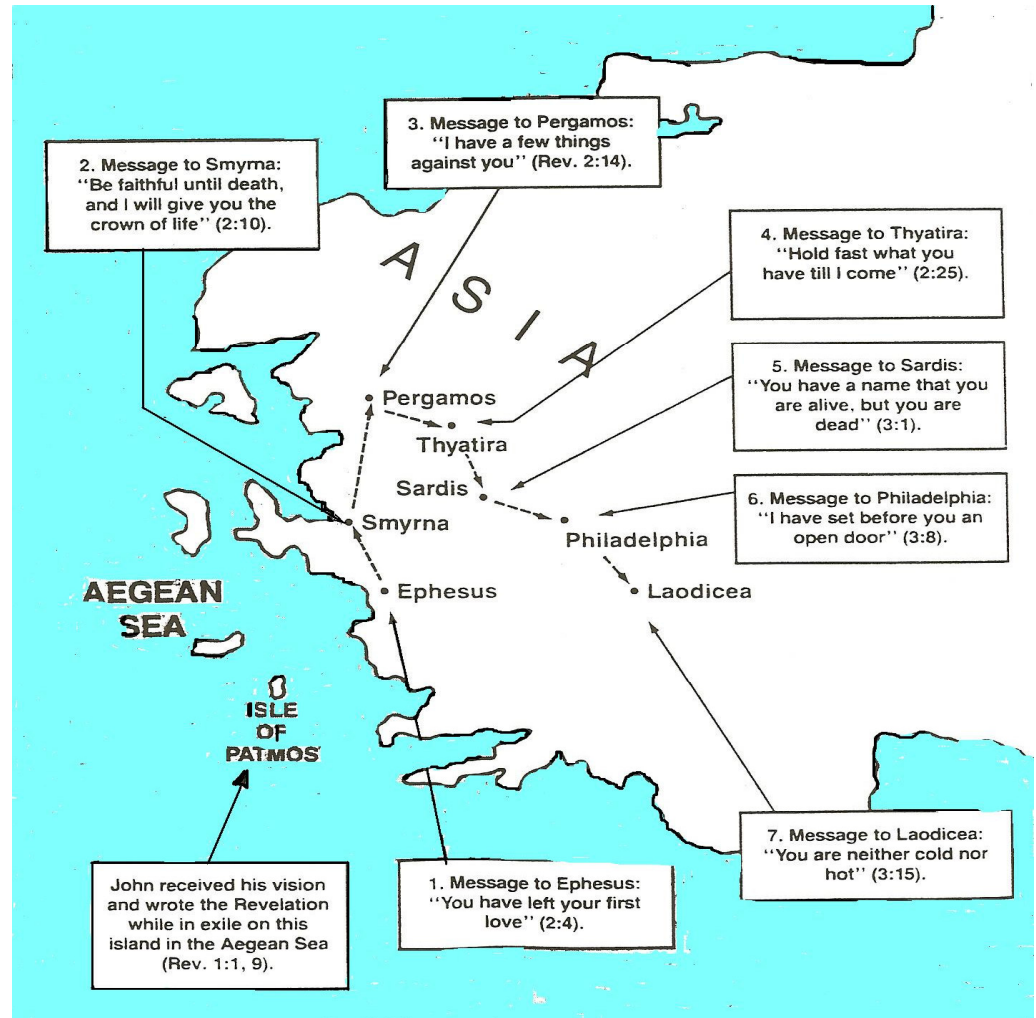 3. Message to Pergamos:
“I have a few things
against you” (Rev. 2:14).
2. Message to Smyrna:
“Be faithful until death,
and I will give you the
crown of life” (2:10).
4. Message to Thyatira:
“Hold fast what you
have till I come” (2:25).
ASIA
5. Message to Sardis:
“You have a name that you
are alive, but you are
dead” (3:1).
Pergamos
Thyatira
Sardis
6. Message to Philadelphia:
“I have set before you an
open door” (3:8).
Smyrna
Philadelphia
Ephesus
Laodicea
AEGEAN
SEA
ISLE
OF
PATMOS
7. Message to Laodicea:
“You are neither cold nor
hot” (3:15).
John received his vision
and wrote the Revelation
while in exile on this
island in the Aegean Sea
(Rev. 1:1, 9).
1. Message to Ephesus:
“You have left your first
love” (2:4).